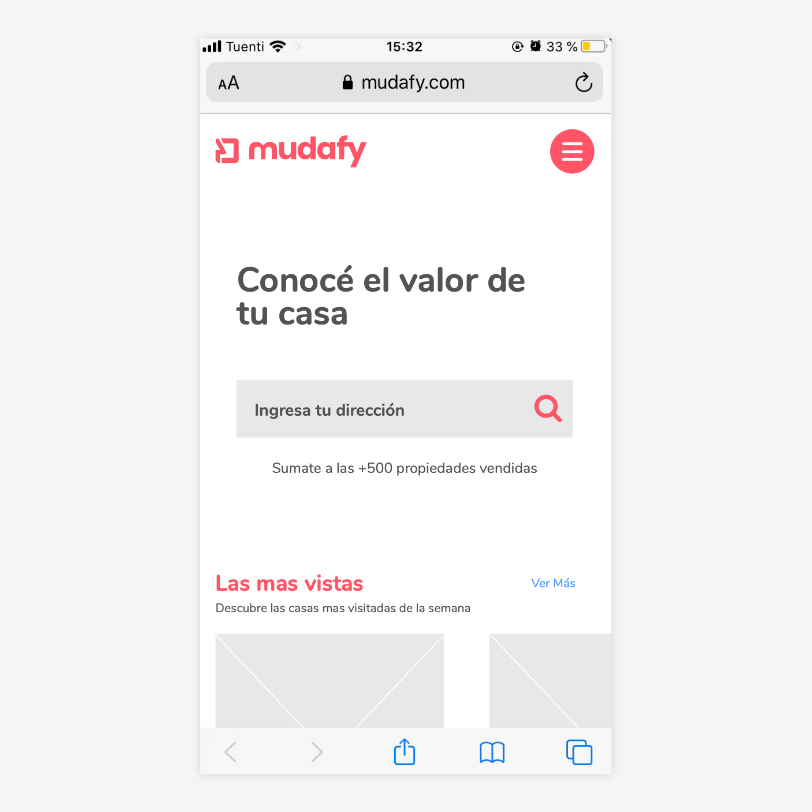 Tuenti 15:32 33 %
AA mudafy.com
mudafy
Conocé el valor de
tu casa
Ingresa tu dirección
Sumate a las +500 propiedades vendidas
Las mas vistas Ver Más
Descubre las casas mas visitadas de la semana